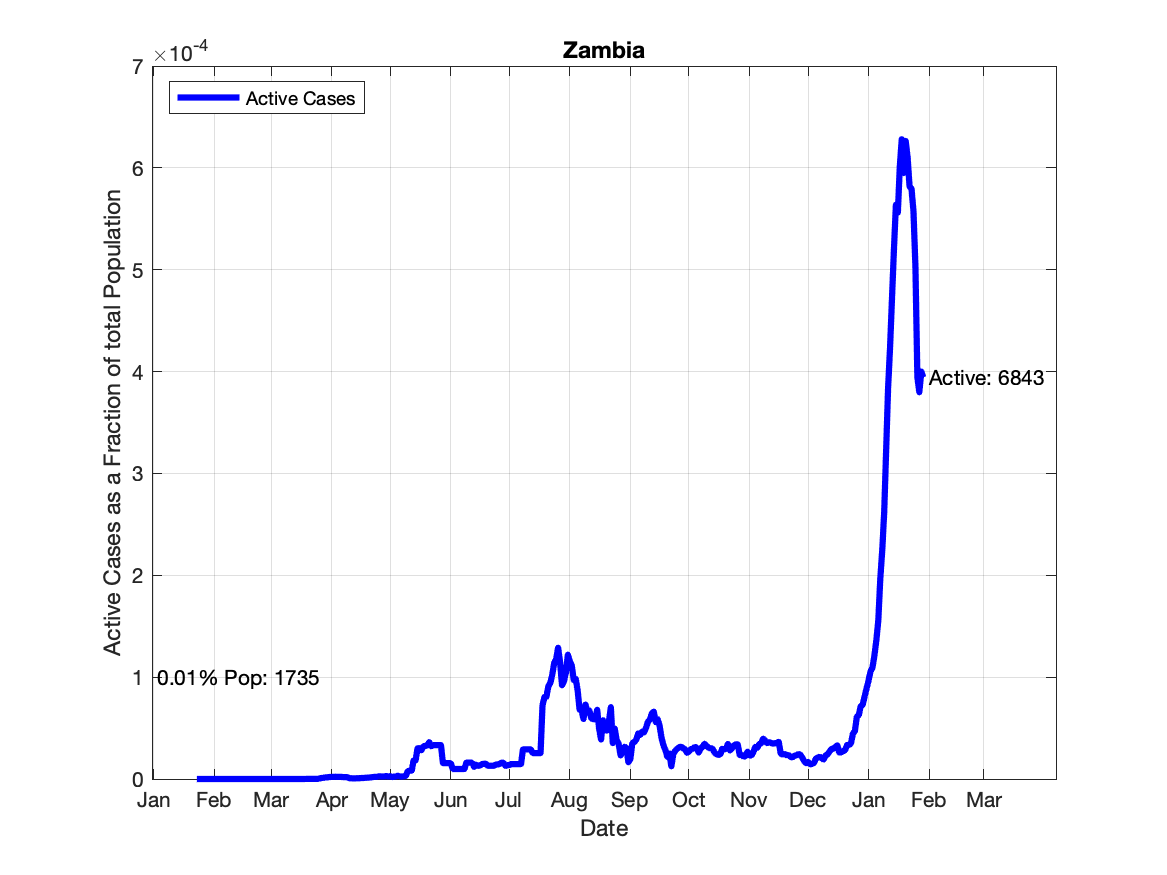 Zambia
×10-4
Active Cases
7
6
5
4
3
2
1
0
Active Cases as a Fraction of total Population
Active: 6843
0.01% Pop: 1735
Jan Feb Mar Apr May Jun Jul Aug Sep Oct Nov Dec Jan Feb Mar
Date